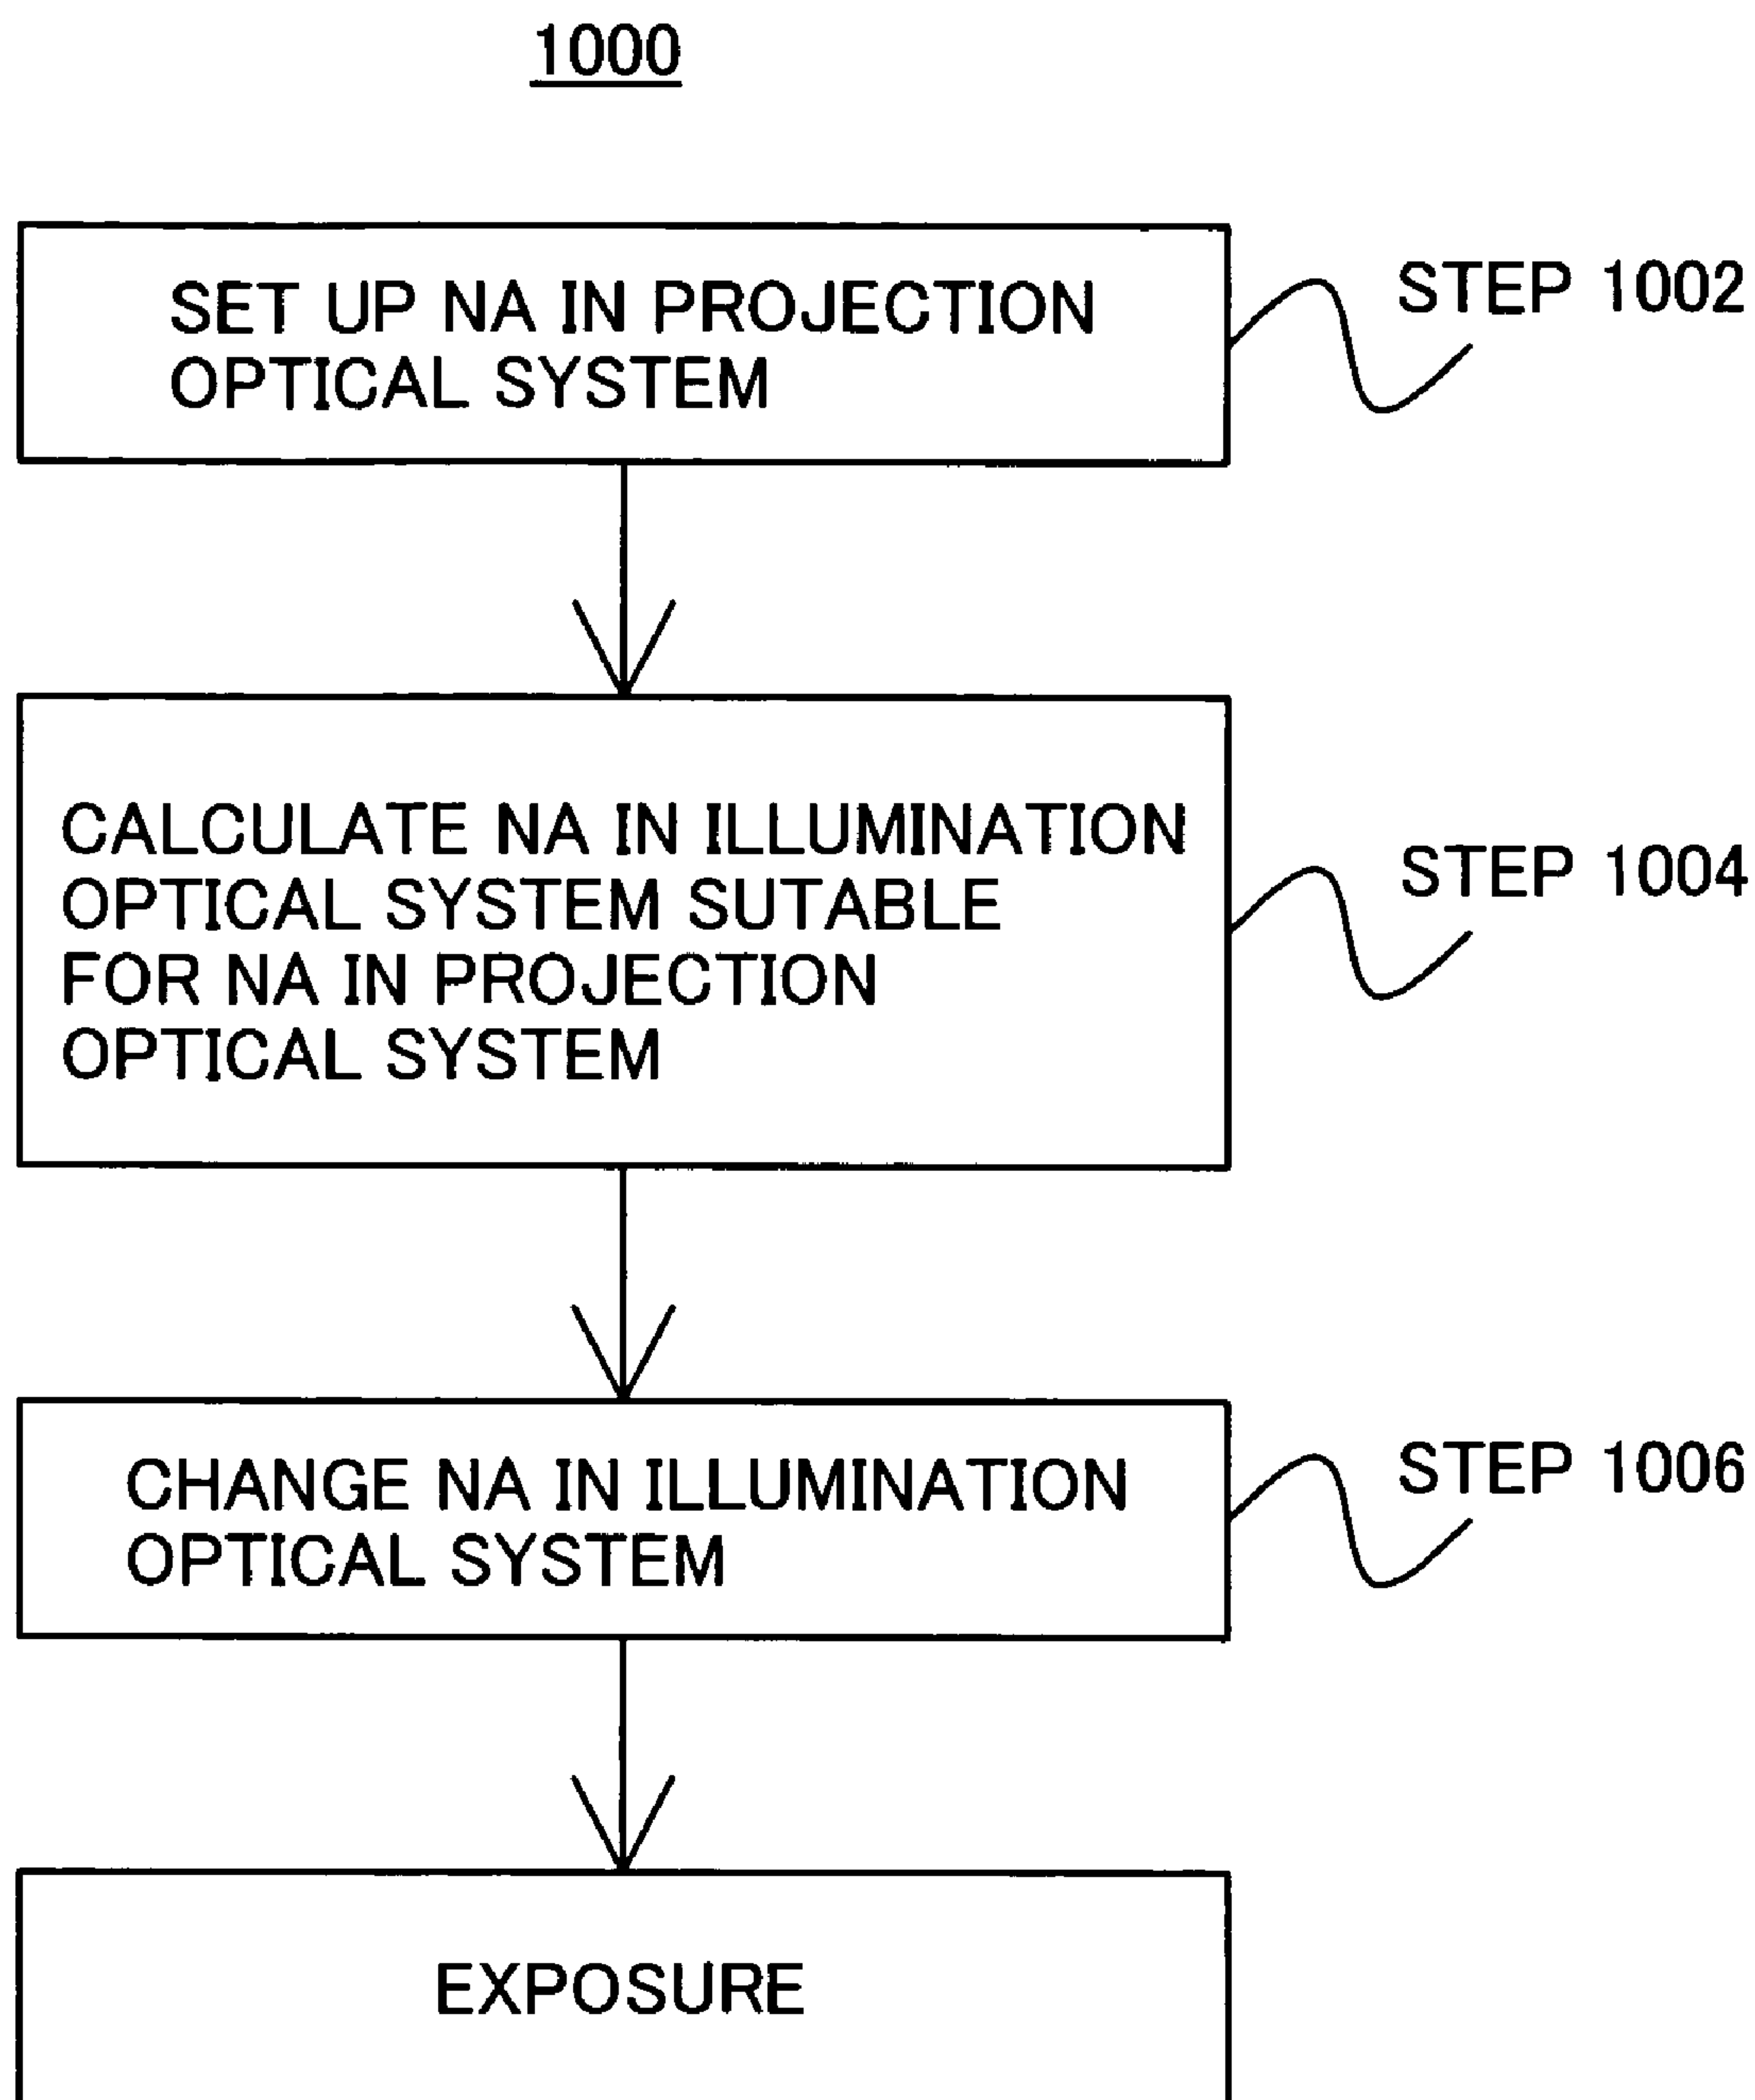 1000
SET UP NA IN PROJECTION
OPTICAL SYSTEM
STEP 1002
CALCULATE NA IN ILLUMINATION
OPTICAL SYSTEM SUTABLE
FOR NA IN PROJECTION
OPTICAL SYSTEM
STEP 1004
CHANGE NA IN ILLUMINATION
OPTICAL SYSTEM
STEP 1006
EXPOSURE